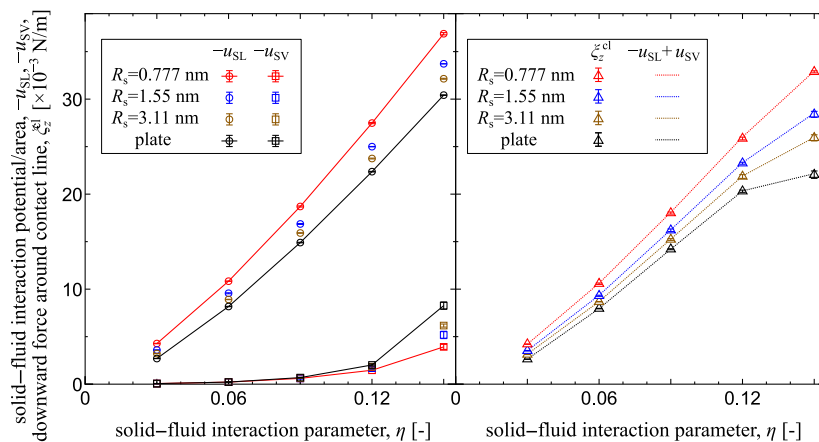 solid−fluid interaction potential/area, −u_SL, −u_SV,
downward force around contact line, ξ_z^cl [×10^−3 N/m]
40
30
20
10
0
−u_SL −u_SV
R_s=0.777 nm
R_s=1.55 nm
R_s=3.11 nm
plate
0 0.06 0.12
solid−fluid interaction parameter, η [-]
ξ_z^cl −u_SL+u_SV
R_s=0.777 nm
R_s=1.55 nm
R_s=3.11 nm
plate
0 0.06 0.12
solid−fluid interaction parameter, η [-]